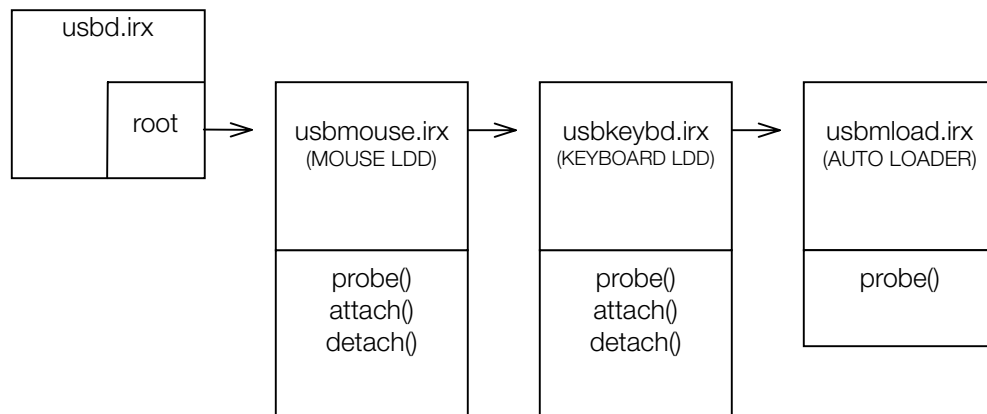 usbd.irx
root
usbmouse.irx
(MOUSE LDD)
probe()
attach()
detach()
usbkeybd.irx
(KEYBOARD LDD)
probe()
attach()
detach()
usbmload.irx
(AUTO LOADER)
probe()